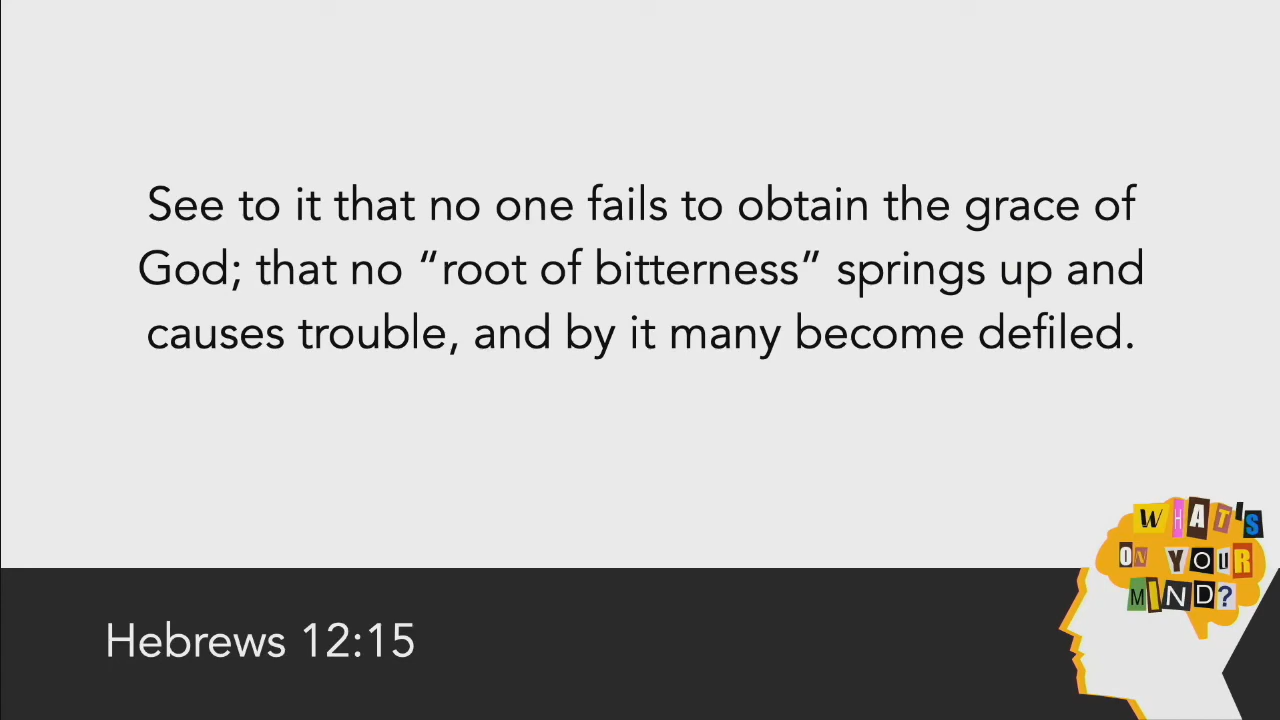 See to it that no one fails to obtain the grace of
God; that no “root of bitterness” springs up and
causes trouble, and by it many become defiled.
WHAT'S
ON YOUR
MIND?
Hebrews 12:15